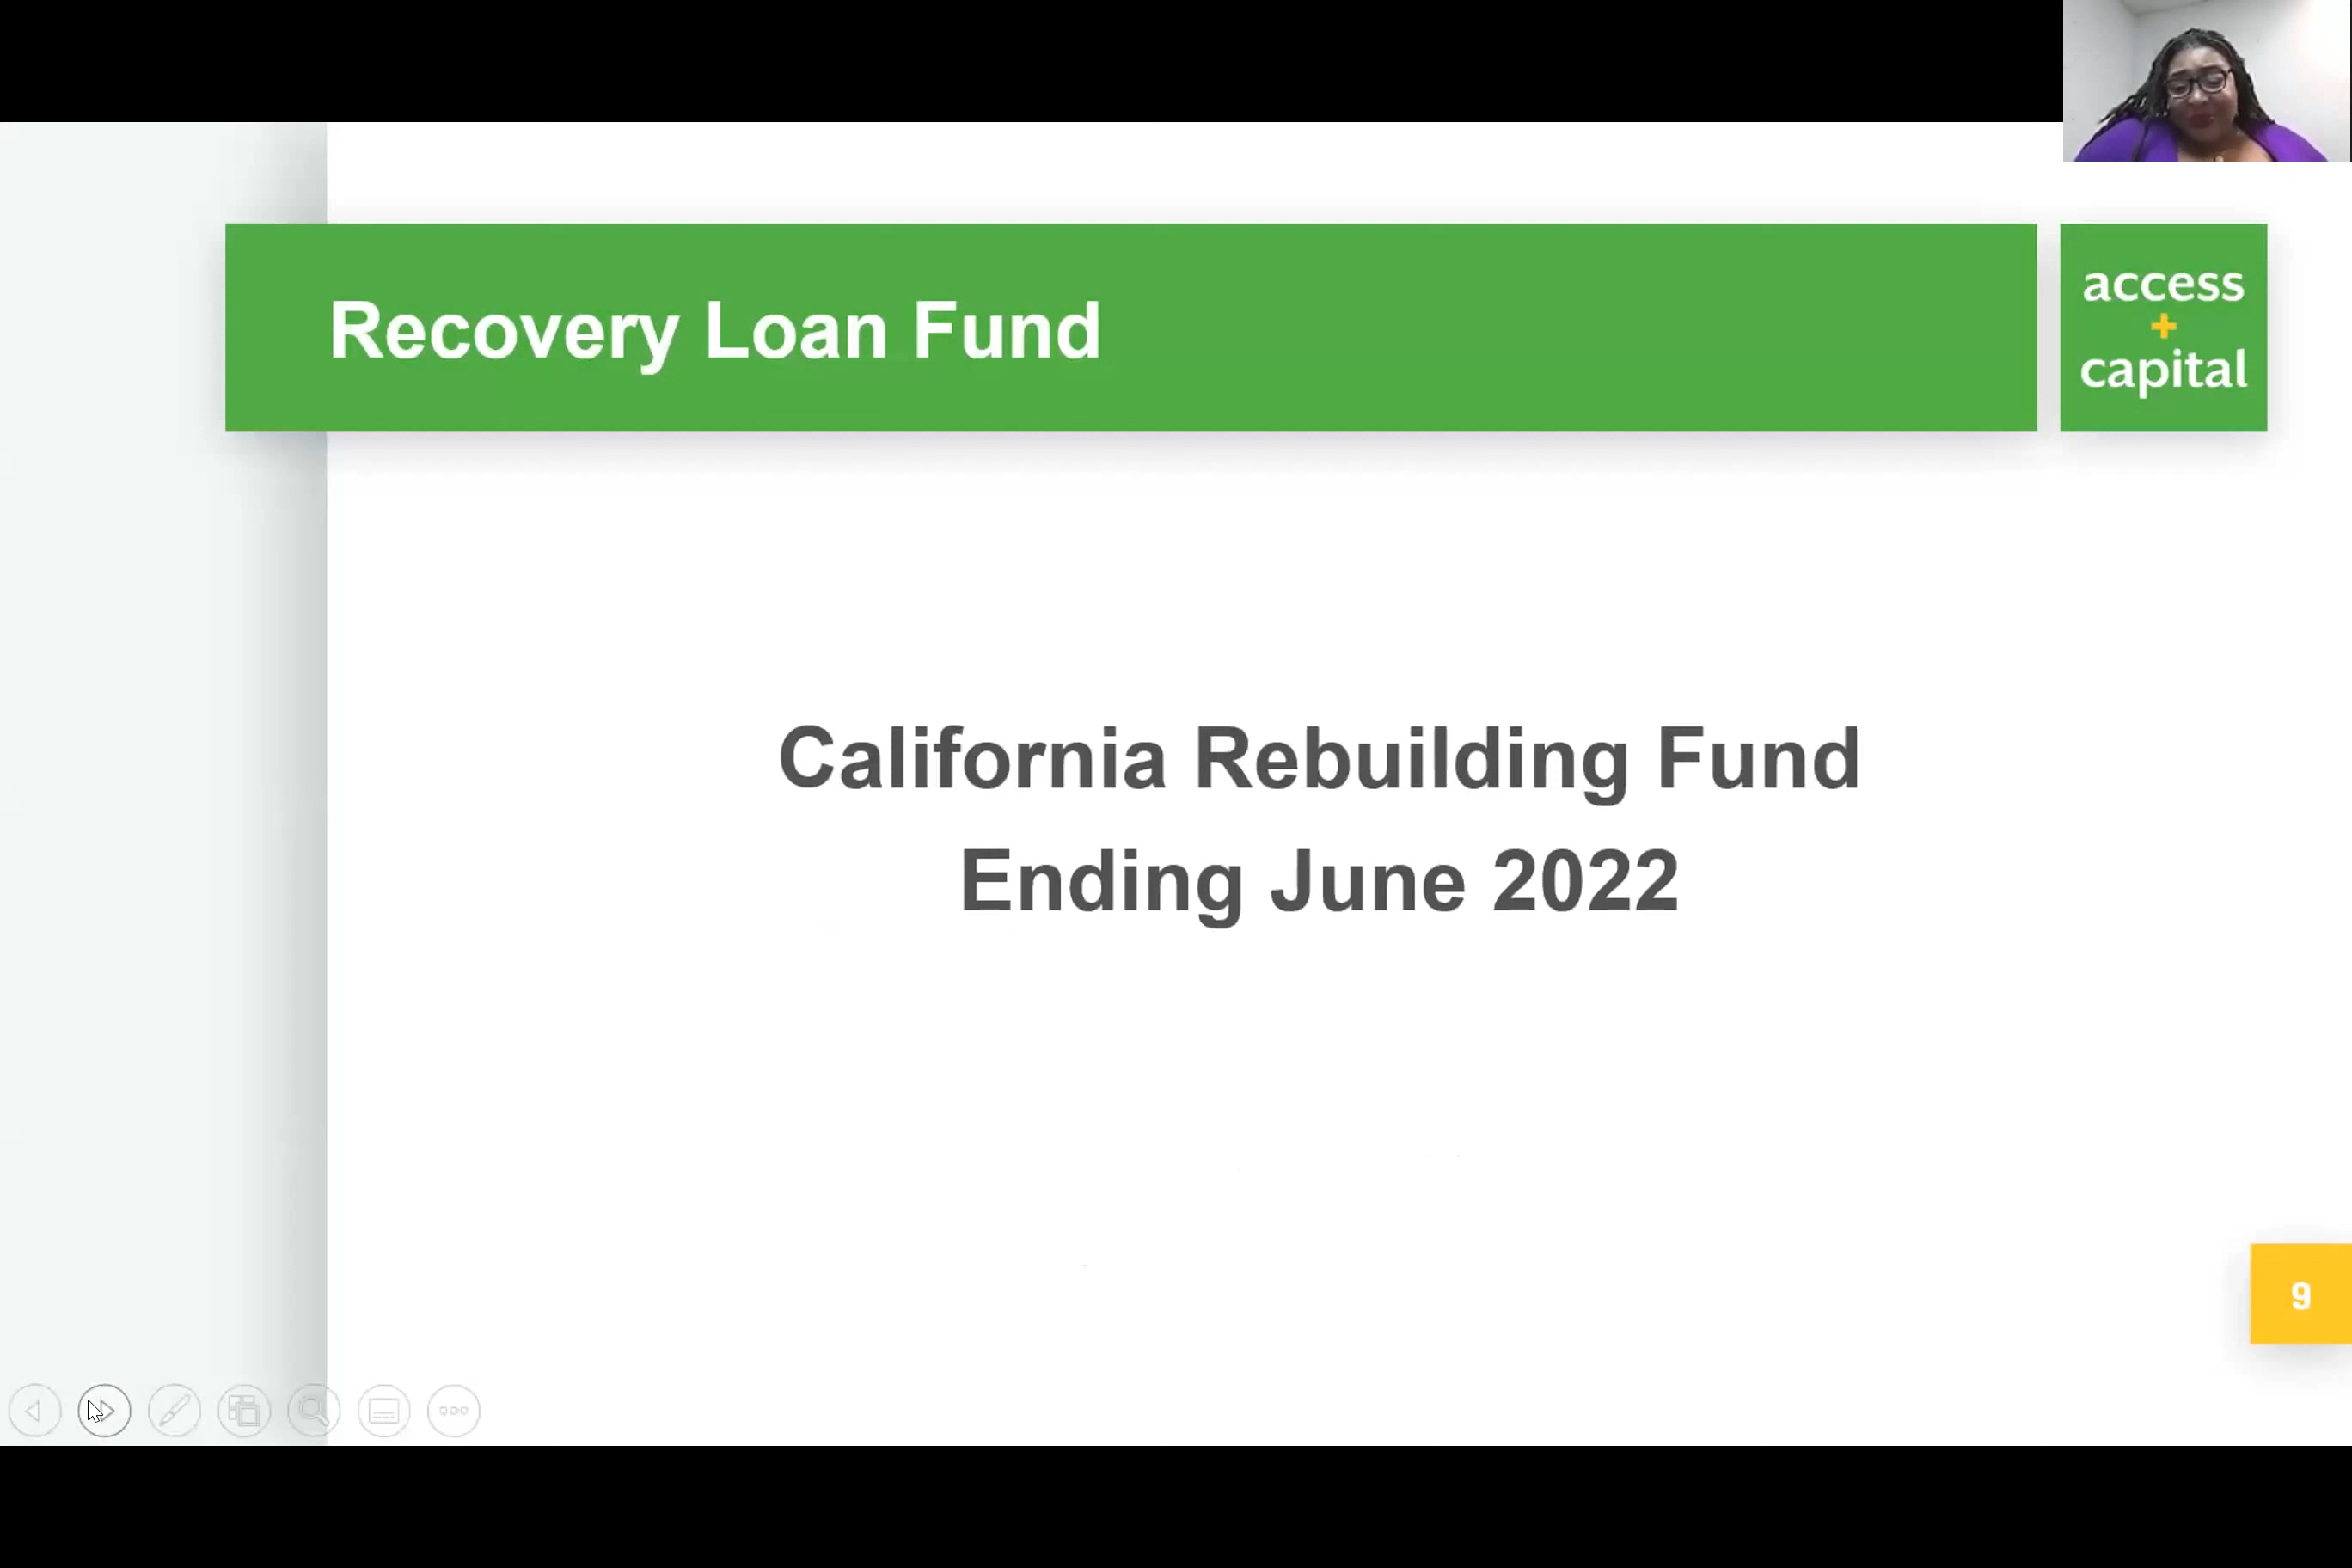 Recovery Loan Fund
access
+
capital
California Rebuilding Fund
Ending June 2022
9